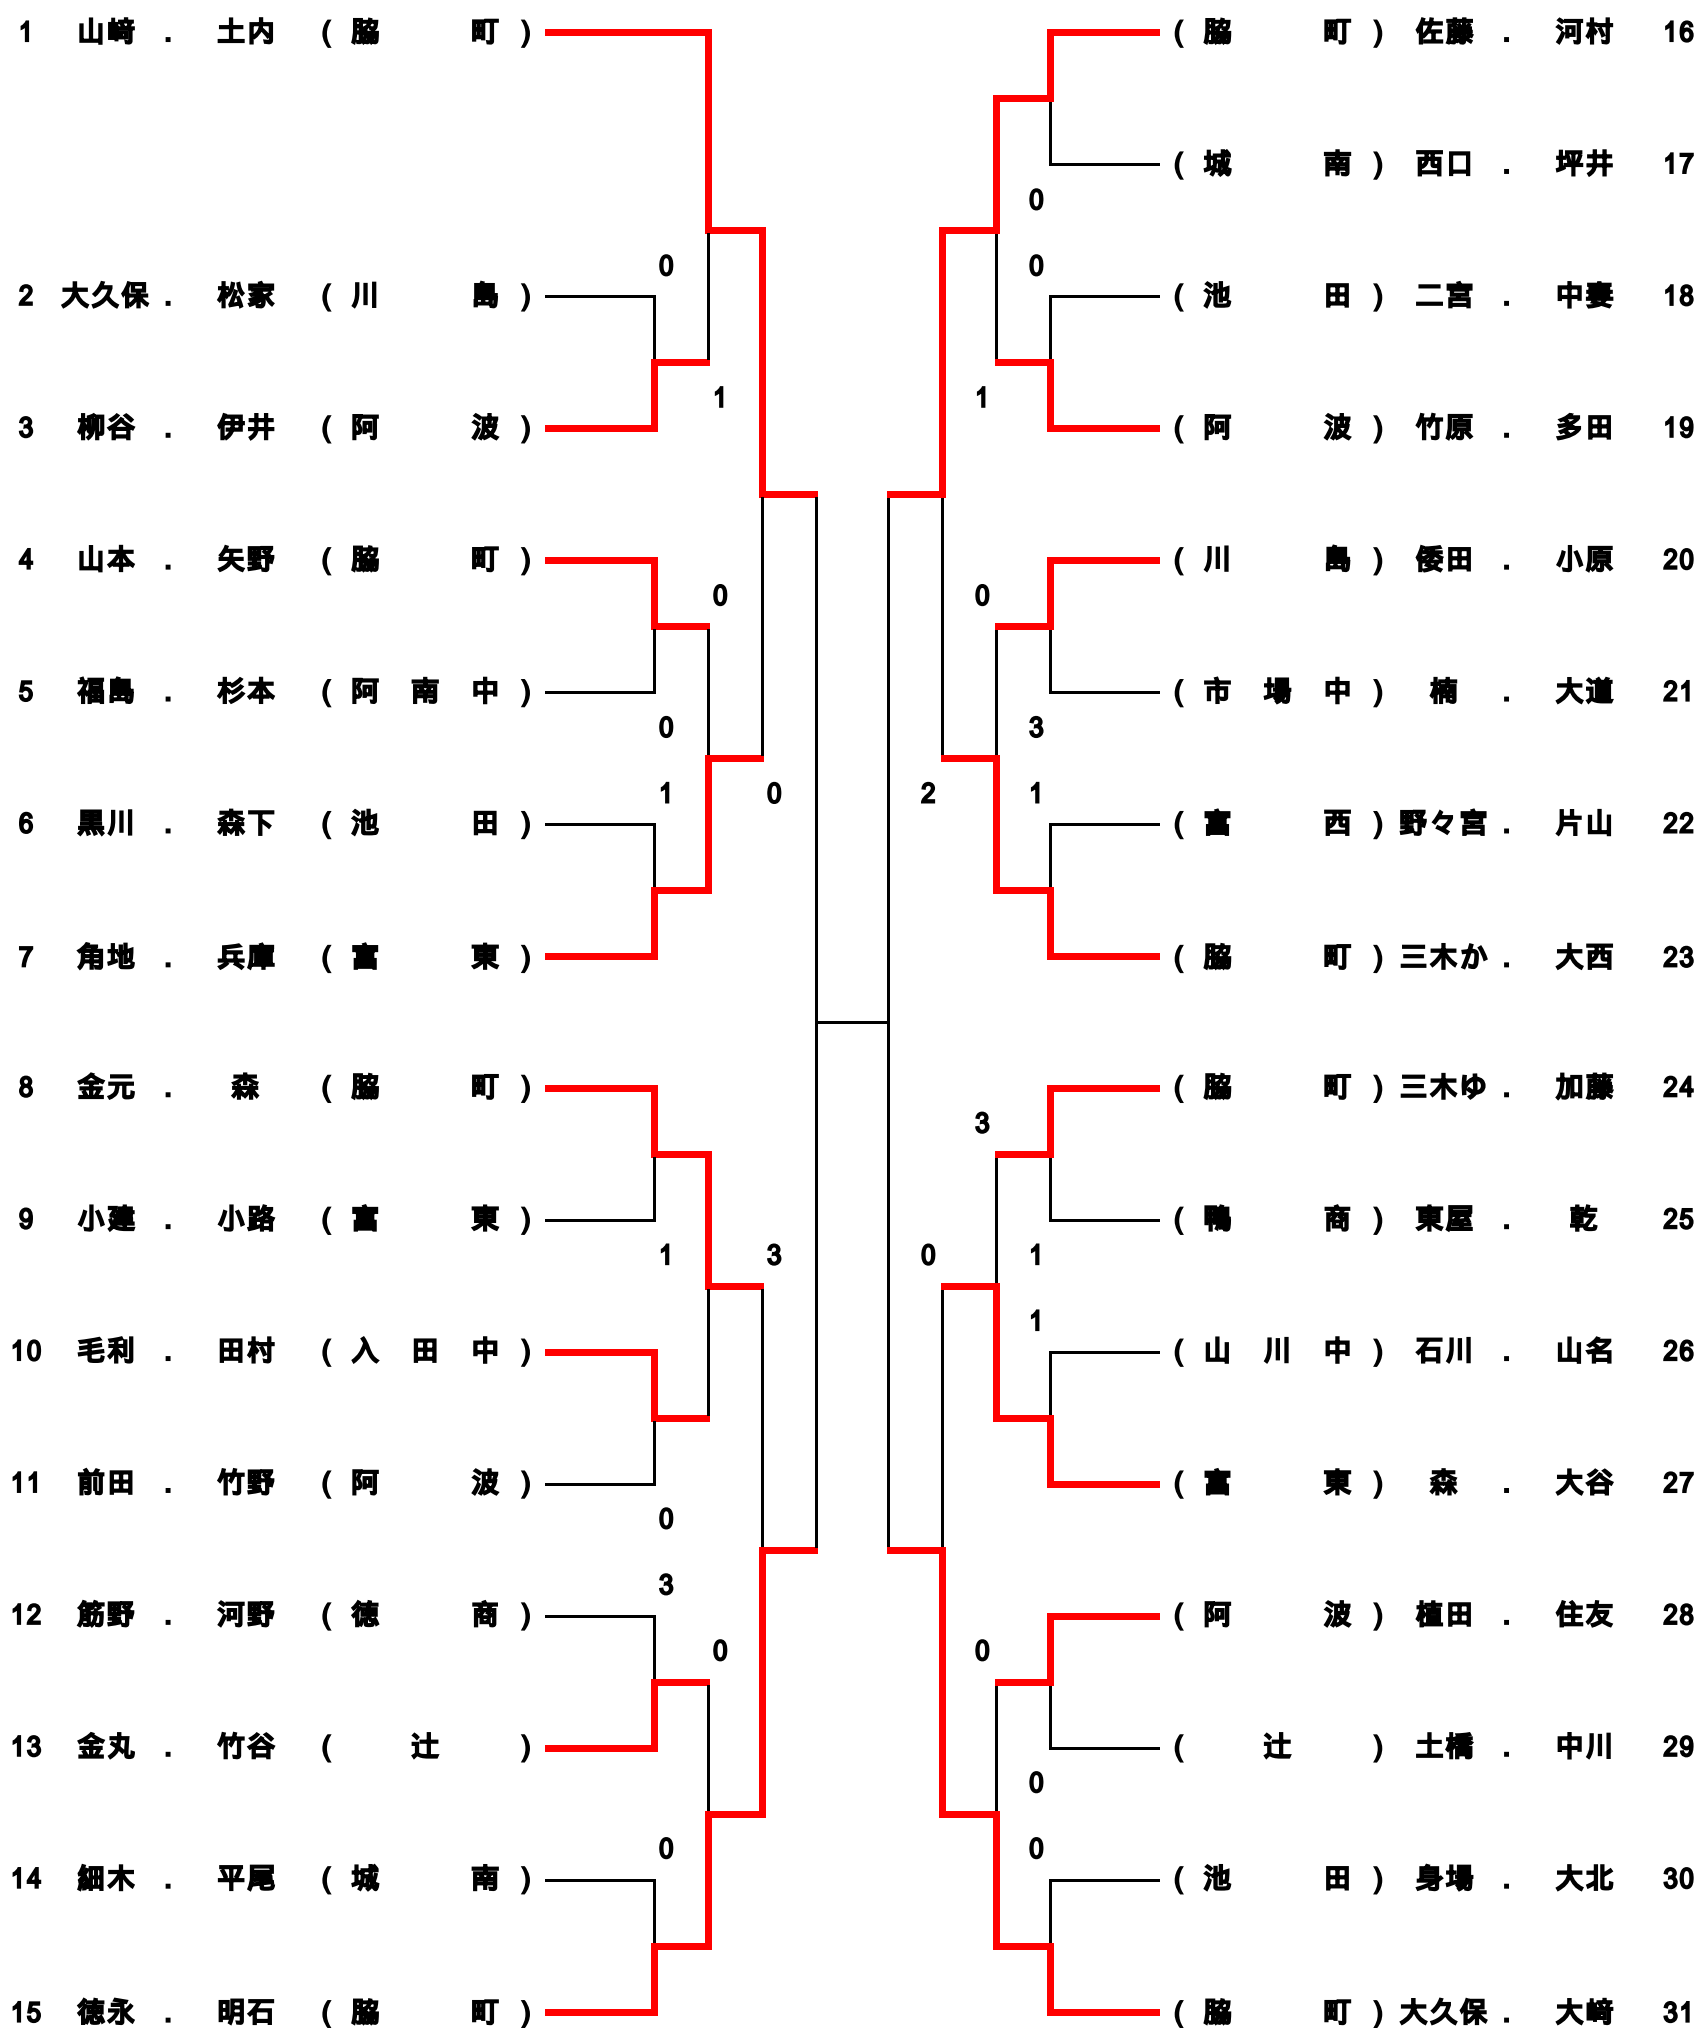 1 山﨑 . 土内 ( 脇 町 )
2 大久保 . 松家 ( 川 島 )
3 柳谷 . 伊井 ( 阿 波 )
4 山本 . 矢野 ( 脇 町 )
5 福島 . 杉本 ( 阿 南 中 )
6 黒川 . 森下 ( 池 田 )
7 角地 . 兵庫 ( 富 東 )
8 金元 . 森 ( 脇 町 )
9 小建 . 小路 ( 富 東 )
10 毛利 . 田村 ( 入 田 中 )
11 前田 . 竹野 ( 阿 波 )
12 筋野 . 河野 ( 徳 商 )
13 金丸 . 竹谷 ( 辻 )
14 細木 . 平尾 ( 城 南 )
15 徳永 . 明石 ( 脇 町 )
0
1
0
0
1
0
1
3
0
3
0
0
( 脇 町 ) 佐藤 . 河村 16
( 城 南 ) 西口 . 坪井 17
( 池 田 ) 二宮 . 中妻 18
( 阿 波 ) 竹原 . 多田 19
( 川 島 ) 倭田 . 小原 20
( 市 場 中 ) 楠 . 大道 21
( 富 西 ) 野々宮 . 片山 22
( 脇 町 ) 三木か . 大西 23
( 脇 町 ) 三木ゆ . 加藤 24
( 鴨 商 ) 東屋 . 乾 25
( 山 川 中 ) 石川 . 山名 26
( 富 東 ) 森 . 大谷 27
( 阿 波 ) 植田 . 住友 28
( 辻 ) 土橋 . 中川 29
( 池 田 ) 身場 . 大北 30
( 脇 町 ) 大久保 . 大﨑 31
0
0
1
0
3
2
1
3
0
1
1
0
0
0